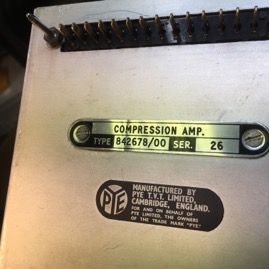 COMPRESSION AMP.
TYPE 842678/00 SER. 26
PYE
MANUFACTURED BY
PYE T.V.T. LIMITED,
CAMBRIDGE, ENGLAND.
FOR AND ON BEHALF OF
PYE LIMITED, THE OWNERS
OF THE TRADE MARK "PYE"